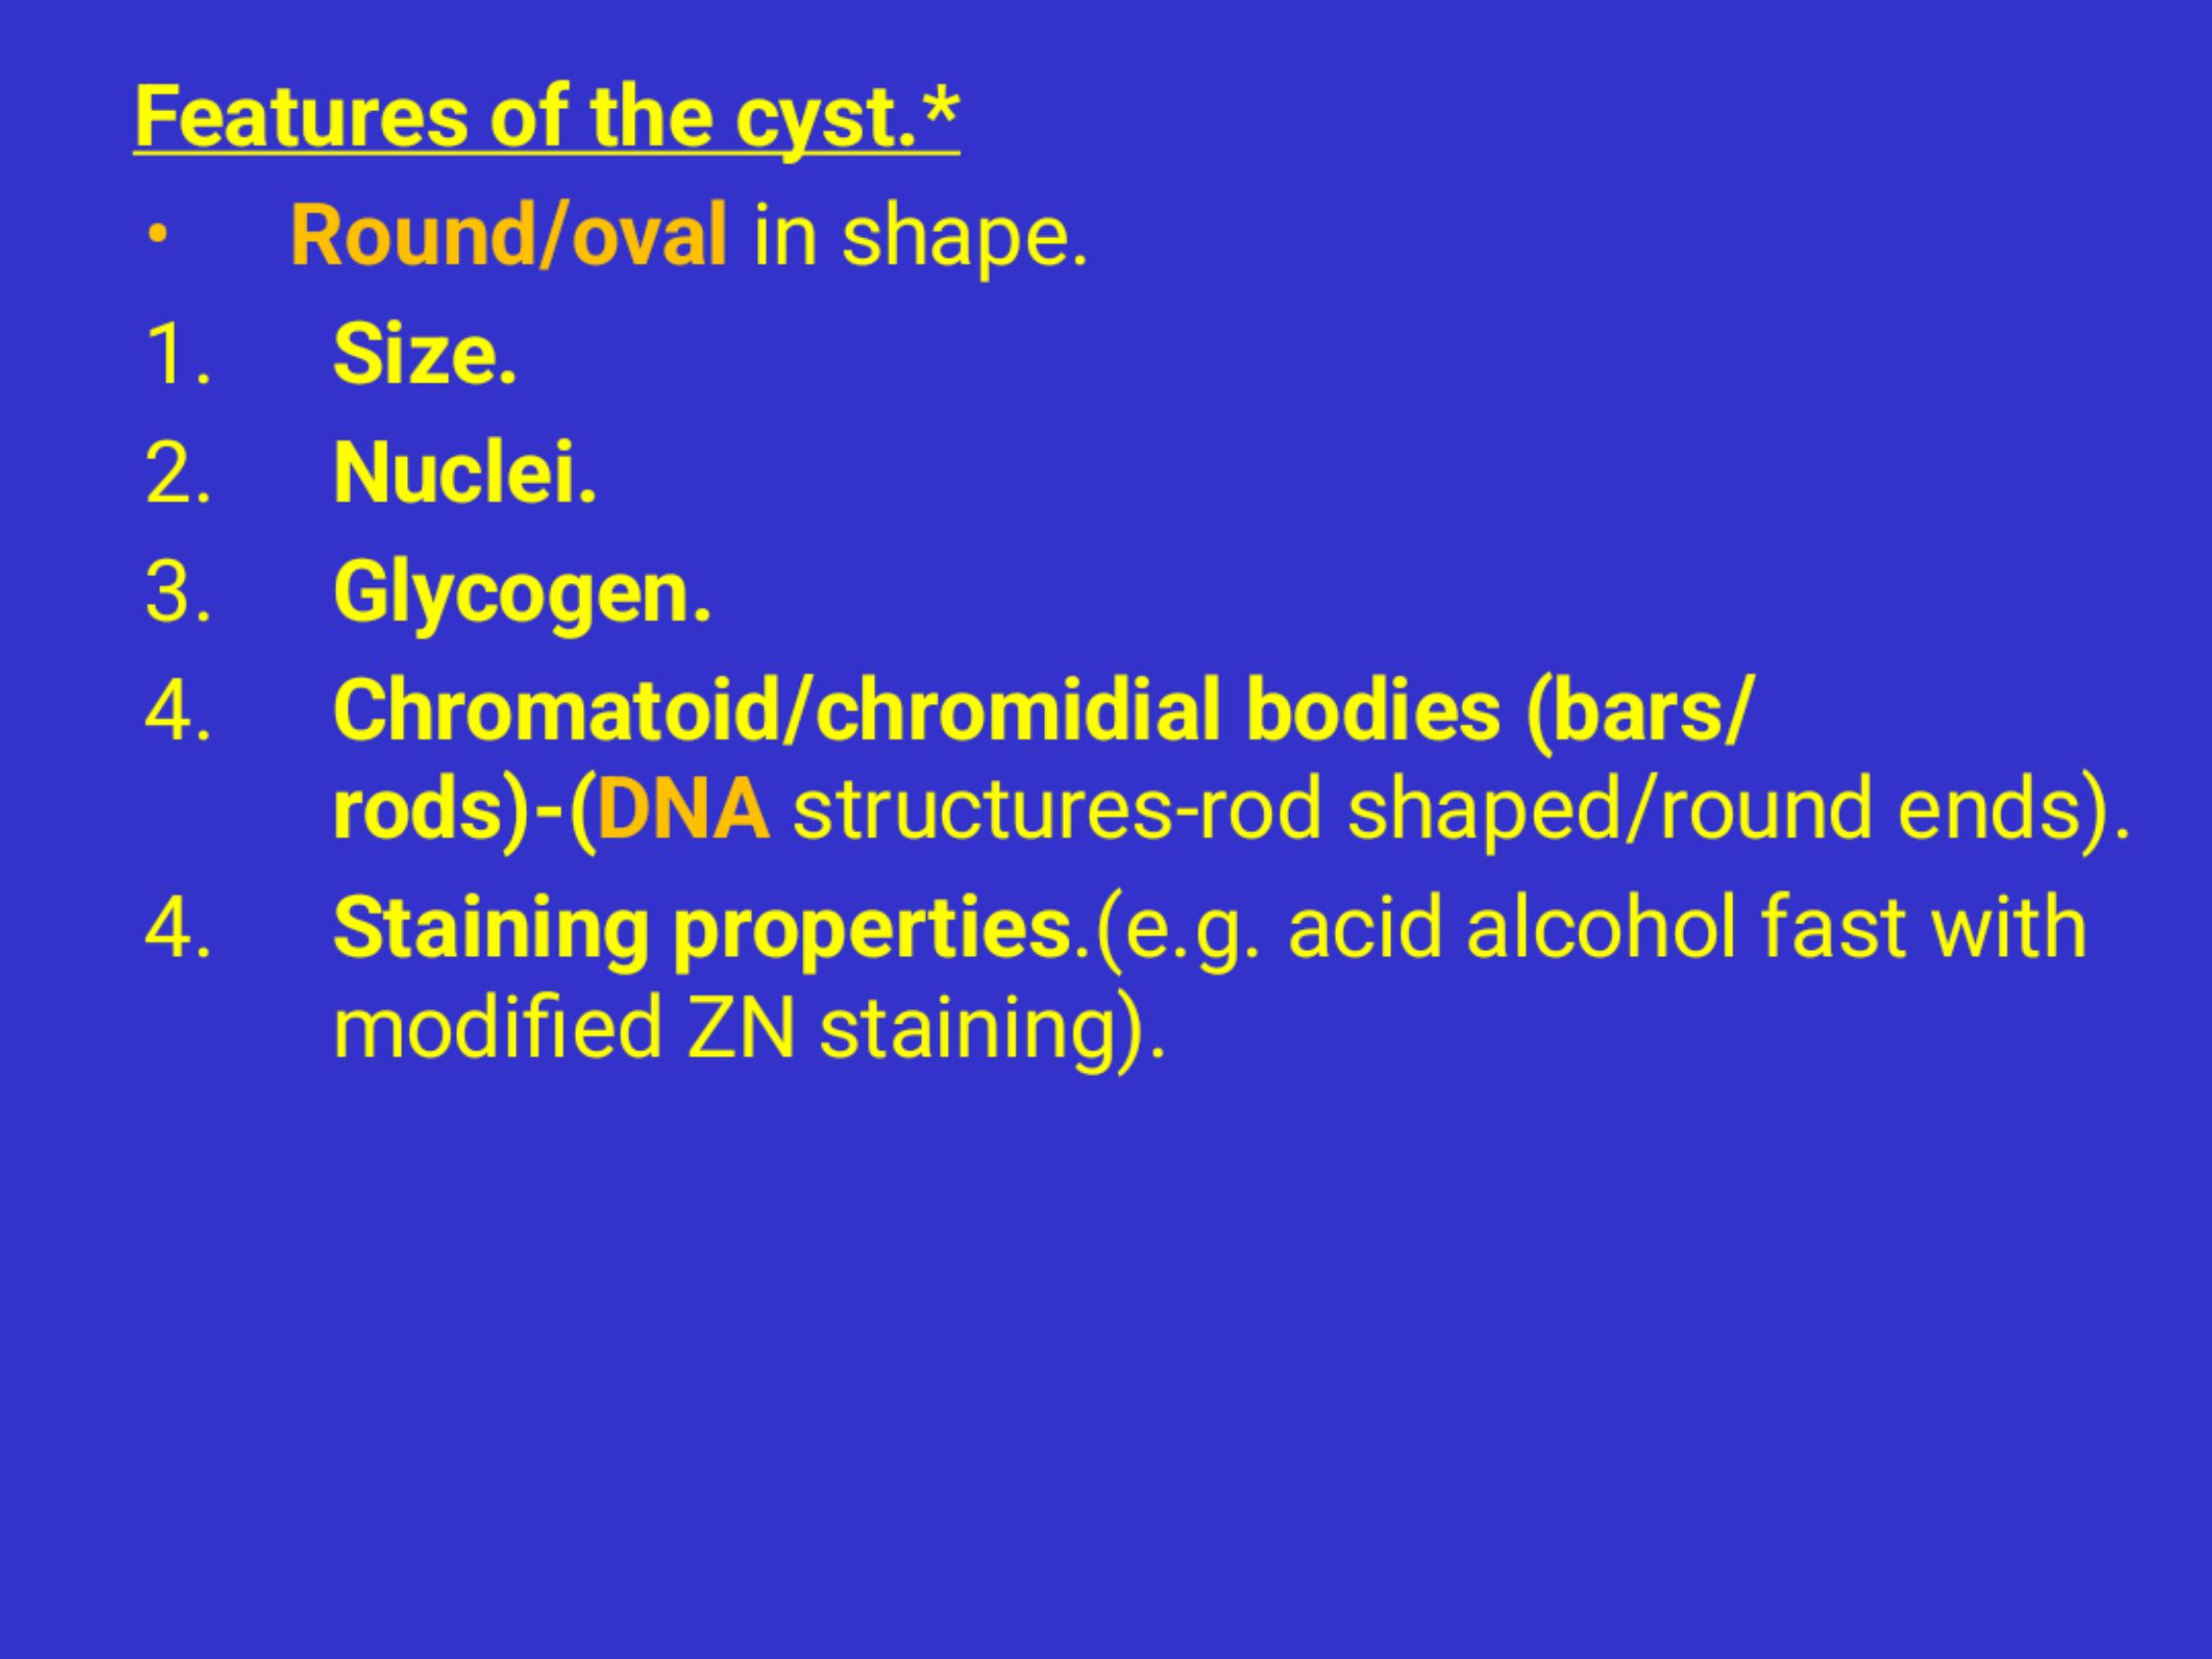 Features of the cyst.*
• Round/oval in shape.
1. Size.
2. Nuclei.
3. Glycogen.
4. Chromatoid/chromidial bodies (bars/
rods)-(DNA structures-rod shaped/round ends).
4. Staining properties.(e.g. acid alcohol fast with
modified ZN staining).